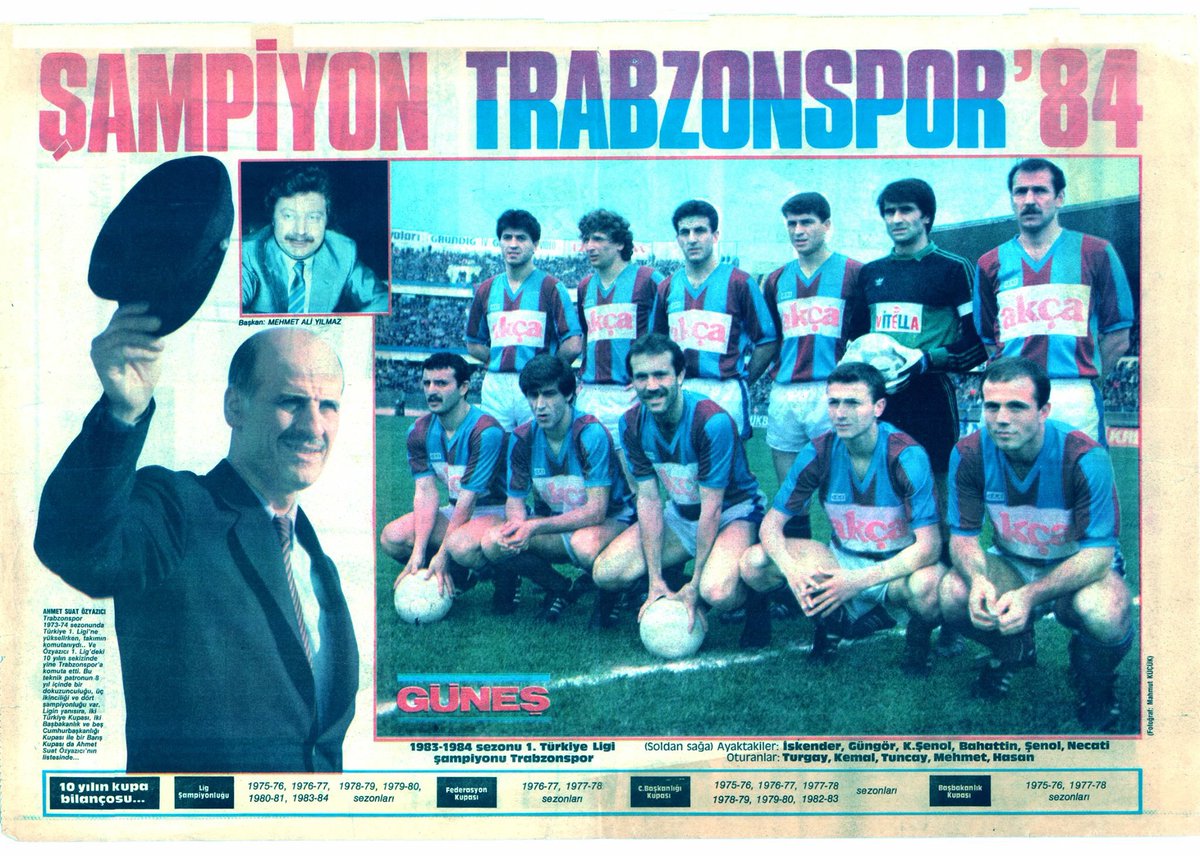 ŞAMPİYON TRABZONSPOR'84
Başkan: MEHMET ALİ YILMAZ
GRUNDIG
akça
akça
akça
akça
VİTELLA
akça
akça
akça
AHMET SUAT ÖZYAZICI
Trabzonspor
1973-74 sezonunda
Türkiye 1. Ligi'ne
yükselirken, takımın
komutanıydı.. Ve
Özyazıcı 1. Lig'deki
10 yılın sekizinde
yine Trabzonspor'a
komuta etti. Bu
teknik patronun 8
yıl içinde bir
dokuzunculuğu, üç
ikinciliği ve dört
şampiyonluğu var.
Ligin yanısıra, iki
Türkiye Kupası, iki
Başbakanlık ve beş
Cumhurbaşkanlığı
Kupası ile bir Barış
Kupası da Ahmet
Suat Özyazıcı'nın
listesinde...
GÜNEŞ
(Fotoğraf: Mahmut KÜÇÜK)
1983-1984 sezonu 1. Türkiye Ligi
şampiyonu Trabzonspor
(Soldan sağa) Ayaktakiler: İskender, Güngör, K.Şenol, Bahattin, Şenol, Necati
Oturanlar: Turgay, Kemal, Tuncay, Mehmet, Hasan
10 yılın kupa
bilançosu...
Lig
Şampiyonluğu
1975-76, 1976-77, 1978-79, 1979-80,
1980-81, 1983-84 sezonları
Federasyon
Kupası
1976-77, 1977-78
sezonları
C.Başkanlığı
Kupası
1975-76, 1976-77, 1977-78
1978-79, 1979-80, 1982-83
sezonları
Başbakanlık
Kupası
1975-76, 1977-78
sezonları